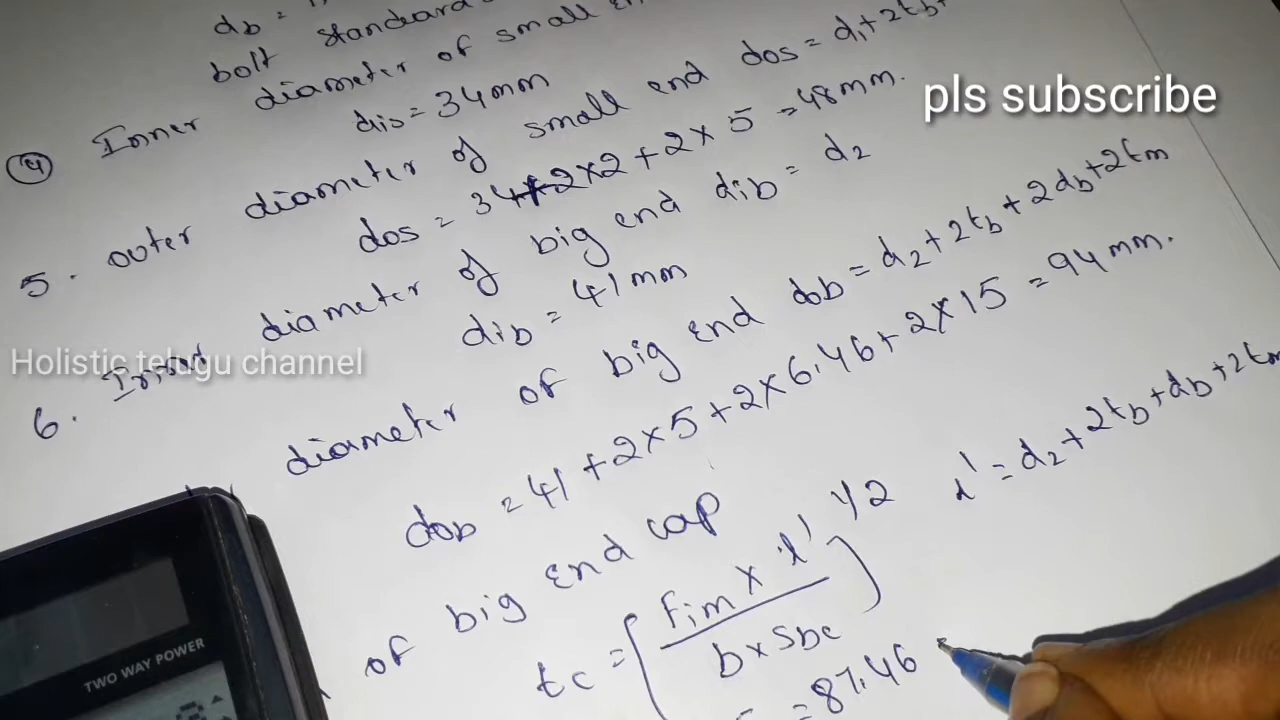 db =
bolt standard
diameter of small
④ Inner
dis = 34mm
5. outer diameter of small end dos = d1+2tb+
dos = 34+2×2+2×5 =48mm.
6. Inner diameter of big end dib = d2
dib = 41mm
diameter of big end dob = d2+2tb+2db+2tm
dob = 41+2×5+2×6.46+2×15 =94mm.
of big end cap
tc = [Fim × l' / b×Sbc] 1/2 l' = d2+2tb+db+2tm
= 87.46
pls subscribe
Holistic telugu channel
TWO WAY POWER